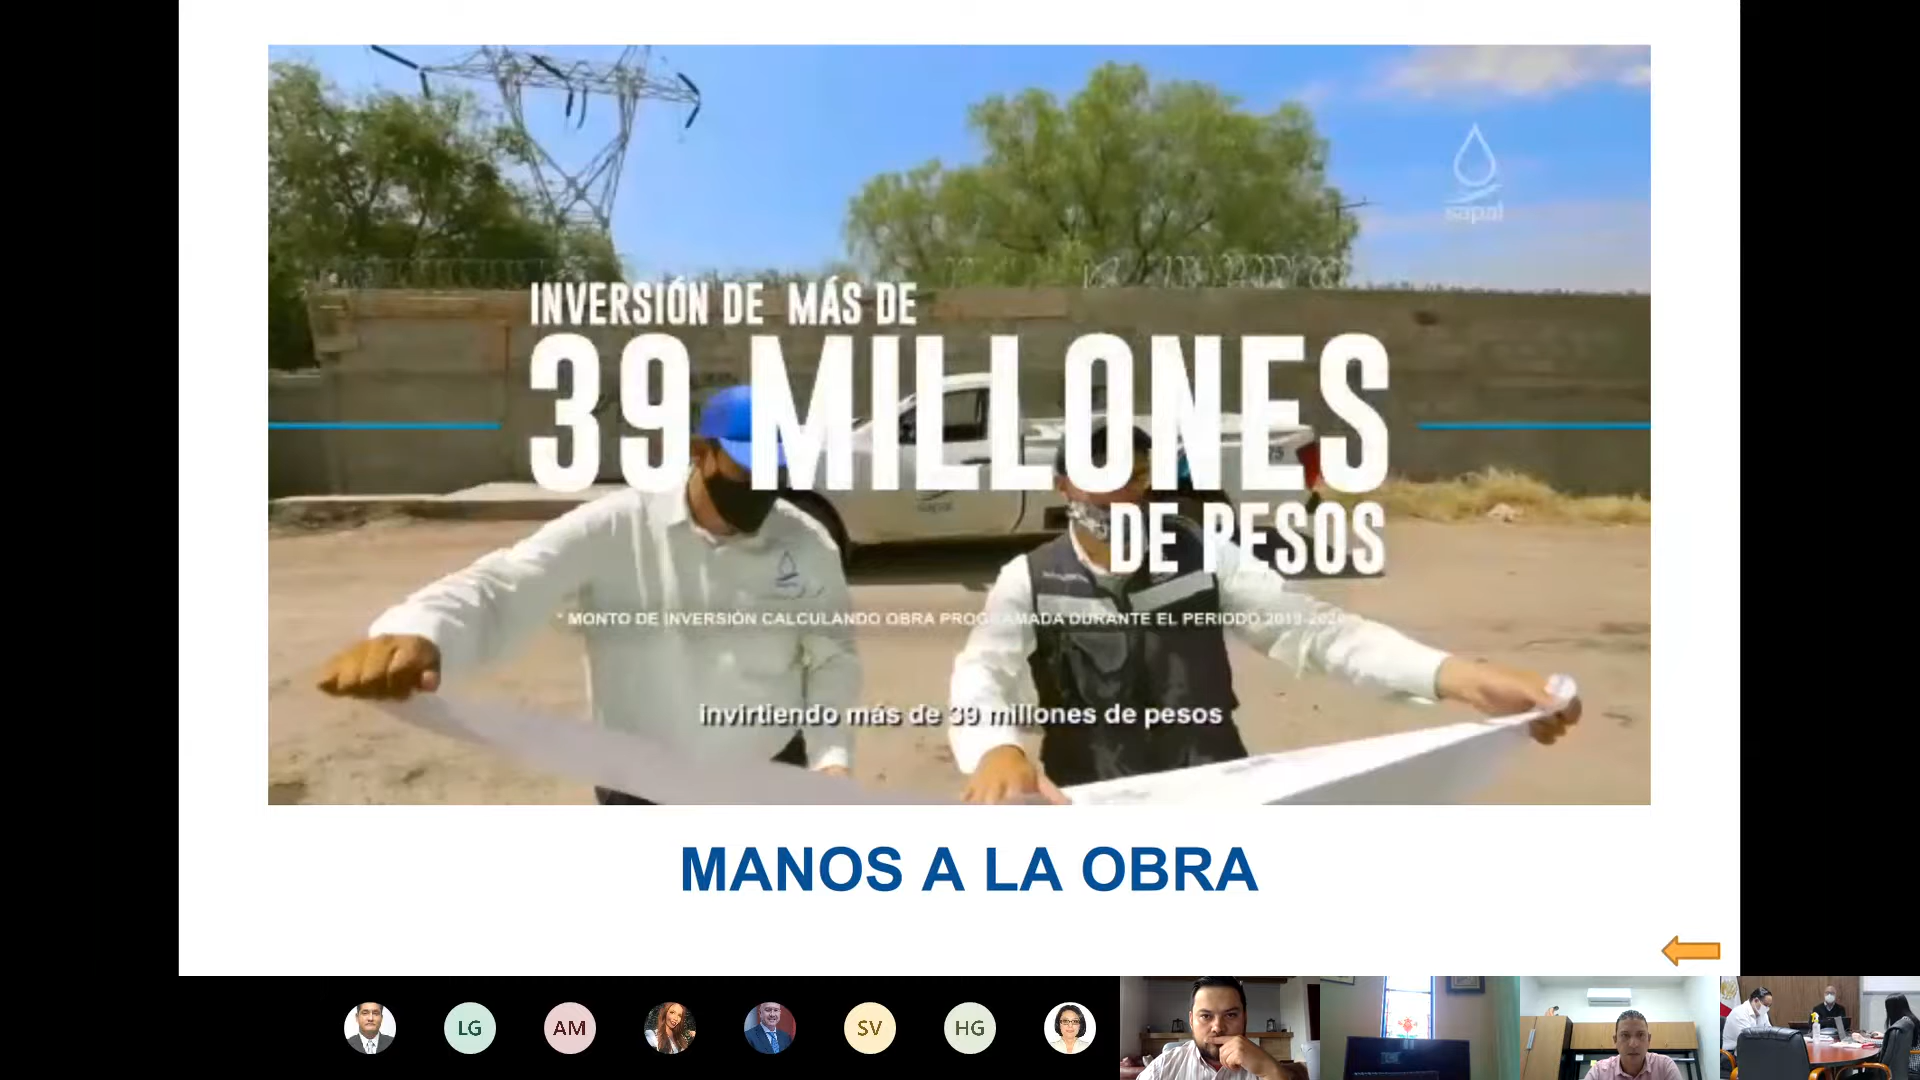 sapal
INVERSIÓN DE MÁS DE
39 MILLONES
DE PESOS
sapal
* MONTO DE INVERSIÓN CALCULANDO OBRA PROGRAMADA DURANTE EL PERIODO
invirtiendo más de 39 millones de pesos
MANOS A LA OBRA
LG
AM
SV
HG